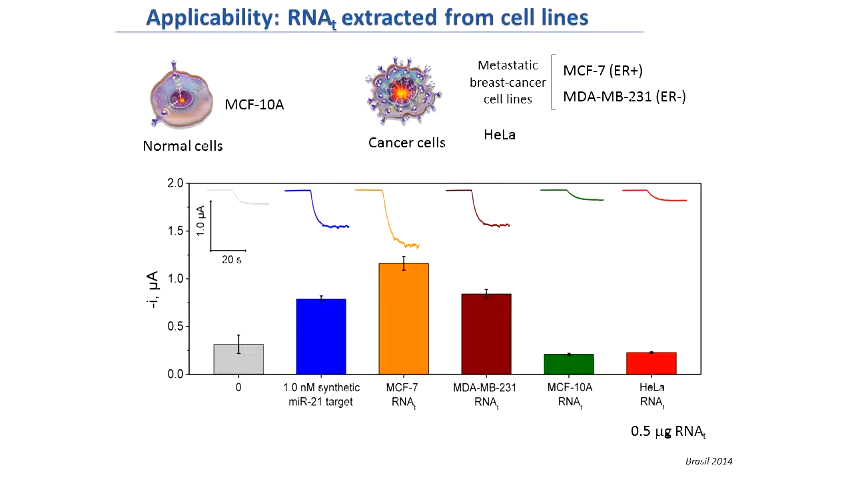 Applicability: RNAt extracted from cell lines
MCF-10A
Normal cells
Cancer cells
Metastatic
breast-cancer
cell lines
MCF-7 (ER+)
MDA-MB-231 (ER-)
HeLa
2.0
1.5
1.0
0.5
0.0
-i, µA
1.0 µA
20 s
0
1.0 nM synthetic
miR-21 target
MCF-7
RNAt
MDA-MB-231
RNAt
MCF-10A
RNAt
HeLa
RNAt
0.5 µg RNAt
Brasil 2014